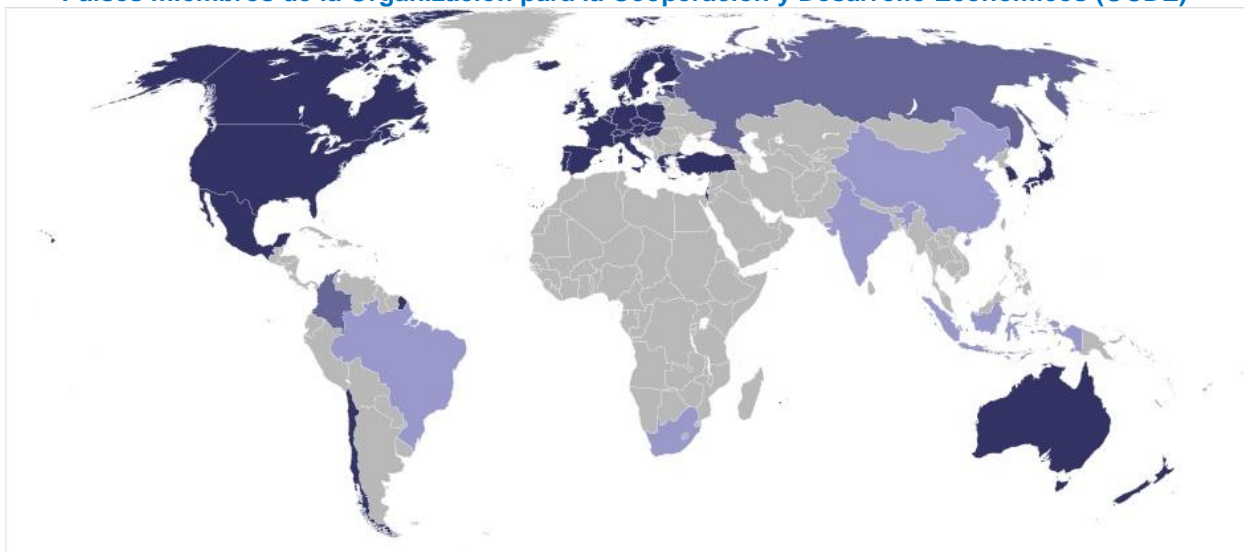 Países miembros de la Organización para la Cooperación y Desarrollo Económicos (OCDE)